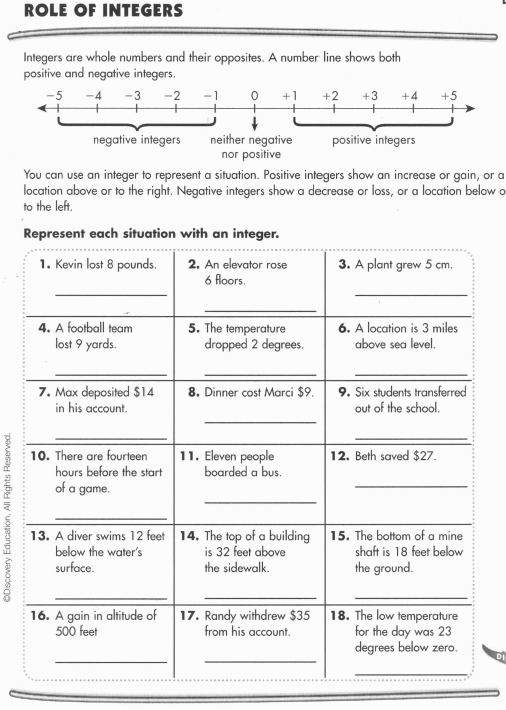 ROLE OF INTEGERS
Integers are whole numbers and their opposites. A number line shows both
positive and negative integers.
−5 −4 −3 −2 −1 0 +1 +2 +3 +4 +5
negative integers neither negative positive integers
nor positive
You can use an integer to represent a situation. Positive integers show an increase or gain, or a
location above or to the right. Negative integers show a decrease or loss, or a location below o
to the left.
Represent each situation with an integer.
1. Kevin lost 8 pounds.
2. An elevator rose
6 floors.
3. A plant grew 5 cm.
4. A football team
lost 9 yards.
5. The temperature
dropped 2 degrees.
6. A location is 3 miles
above sea level.
7. Max deposited $14
in his account.
8. Dinner cost Marci $9.
9. Six students transferred
out of the school.
10. There are fourteen
hours before the start
of a game.
11. Eleven people
boarded a bus.
12. Beth saved $27.
13. A diver swims 12 feet
below the water's
surface.
14. The top of a building
is 32 feet above
the sidewalk.
15. The bottom of a mine
shaft is 18 feet below
the ground.
16. A gain in altitude of
500 feet
17. Randy withdrew $35
from his account.
18. The low temperature
for the day was 23
degrees below zero.
©Discovery Education. All Rights Reserved.